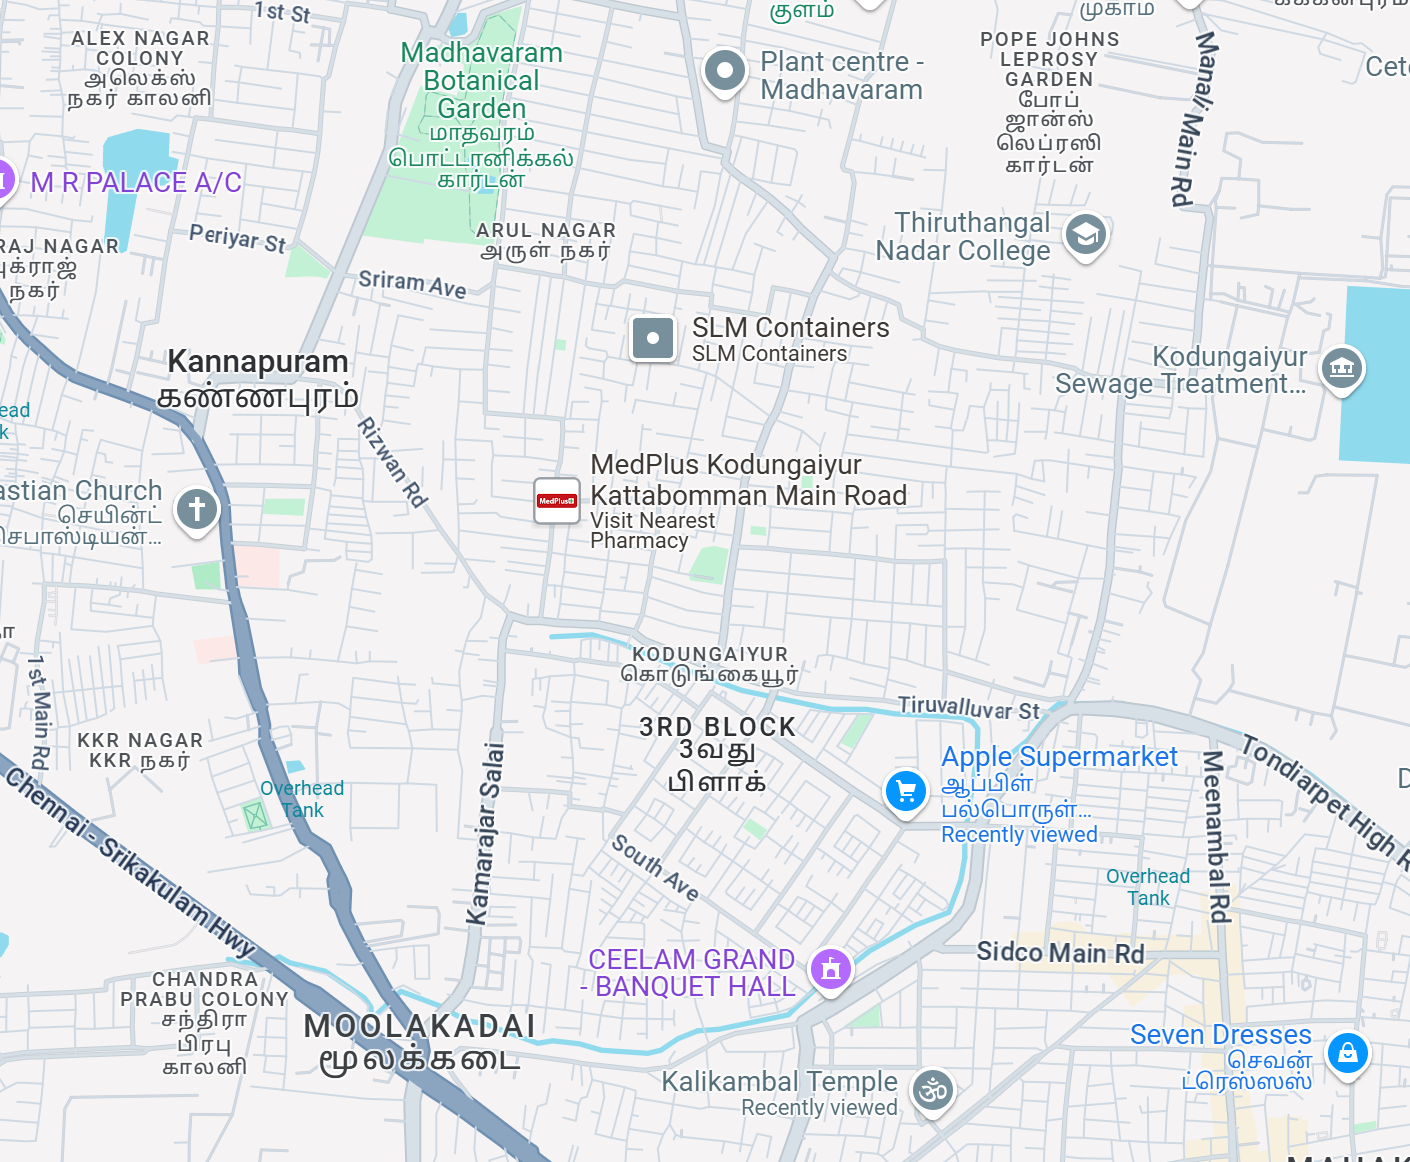 1st St
குளம்
முகாம்
ALEX NAGAR
COLONY
அலெக்ஸ்
நகர் காலனி
Madhavaram
Botanical
Garden
மாதவரம்
பொட்டானிக்கல்
கார்டன்
Plant centre -
Madhavaram
POPE JOHNS
LEPROSY
GARDEN
போப்
ஜான்ஸ்
லெப்ரஸி
கார்டன்
Manali Main Rd
M R PALACE A/C
Periyar St
RAJ NAGAR
புக்ராஜ்
நகர்
ARUL NAGAR
அருள் நகர்
Thiruthangal
Nadar College
Sriram Ave
SLM Containers
SLM Containers
Kannapuram
கண்ணபுரம்
Kodungaiyur
Sewage Treatment...
Rizwan Rd
MedPlus
MedPlus Kodungaiyur
Kattabomman Main Road
Visit Nearest
Pharmacy
astian Church
செயின்ட்
செபாஸ்டியன்...
KODUNGAIYUR
கொடுங்கையூர்
1st Main Rd
Tiruvalluvar St
3RD BLOCK
3வது
பிளாக்
KKR NAGAR
KKR நகர்
Overhead
Tank
Kamarajar Salai
Apple Supermarket
ஆப்பிள்
பல்பொருள்...
Recently viewed
Tondiarpet High R
Meenambal Rd
Chennai - Srikakulam Hwy
South Ave
Overhead
Tank
CEELAM GRAND
- BANQUET HALL
Sidco Main Rd
CHANDRA
PRABU COLONY
சந்திரா
பிரபு
காலனி
MOOLAKADAI
மூலக்கடை
Seven Dresses
செவன்
ட்ரெஸ்ஸஸ்
Kalikambal Temple
Recently viewed